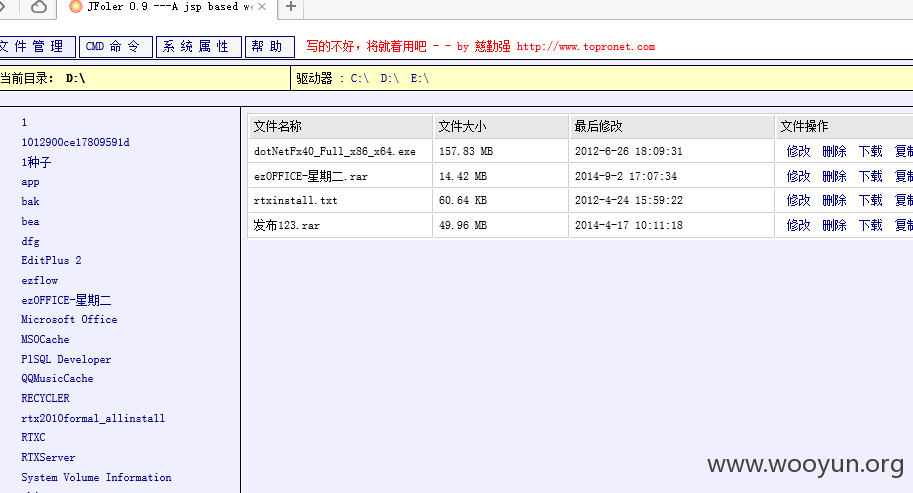 JFoler 0.9 ---A jsp based we
文件管理 CMD命令 系统属性 帮助 写的不好，将就着用吧 - - by 慈勤强 http://www.topronet.com
当前目录: D:\ 驱动器 : C:\ D:\ E:\
1
1012900ce17809591d
1种子
app
bak
bea
dfg
EditPlus 2
ezflow
ezOFFICE-星期二
Microsoft Office
MSOCache
PlSQL Developer
QQMusicCache
RECYCLER
rtx2010formal_allinstall
RTXC
RTXServer
System Volume Information
文件名称 文件大小 最后修改 文件操作
dotNetFx40_Full_x86_x64.exe 157.83 MB 2012-6-26 18:09:31 修改 删除 下载 复制
ezOFFICE-星期二.rar 14.42 MB 2014-9-2 17:07:34 修改 删除 下载 复制
rtxinstall.txt 60.64 KB 2012-4-24 15:59:22 修改 删除 下载 复制
发布123.rar 49.96 MB 2014-4-17 10:11:18 修改 删除 下载 复制
www.wooyun.org